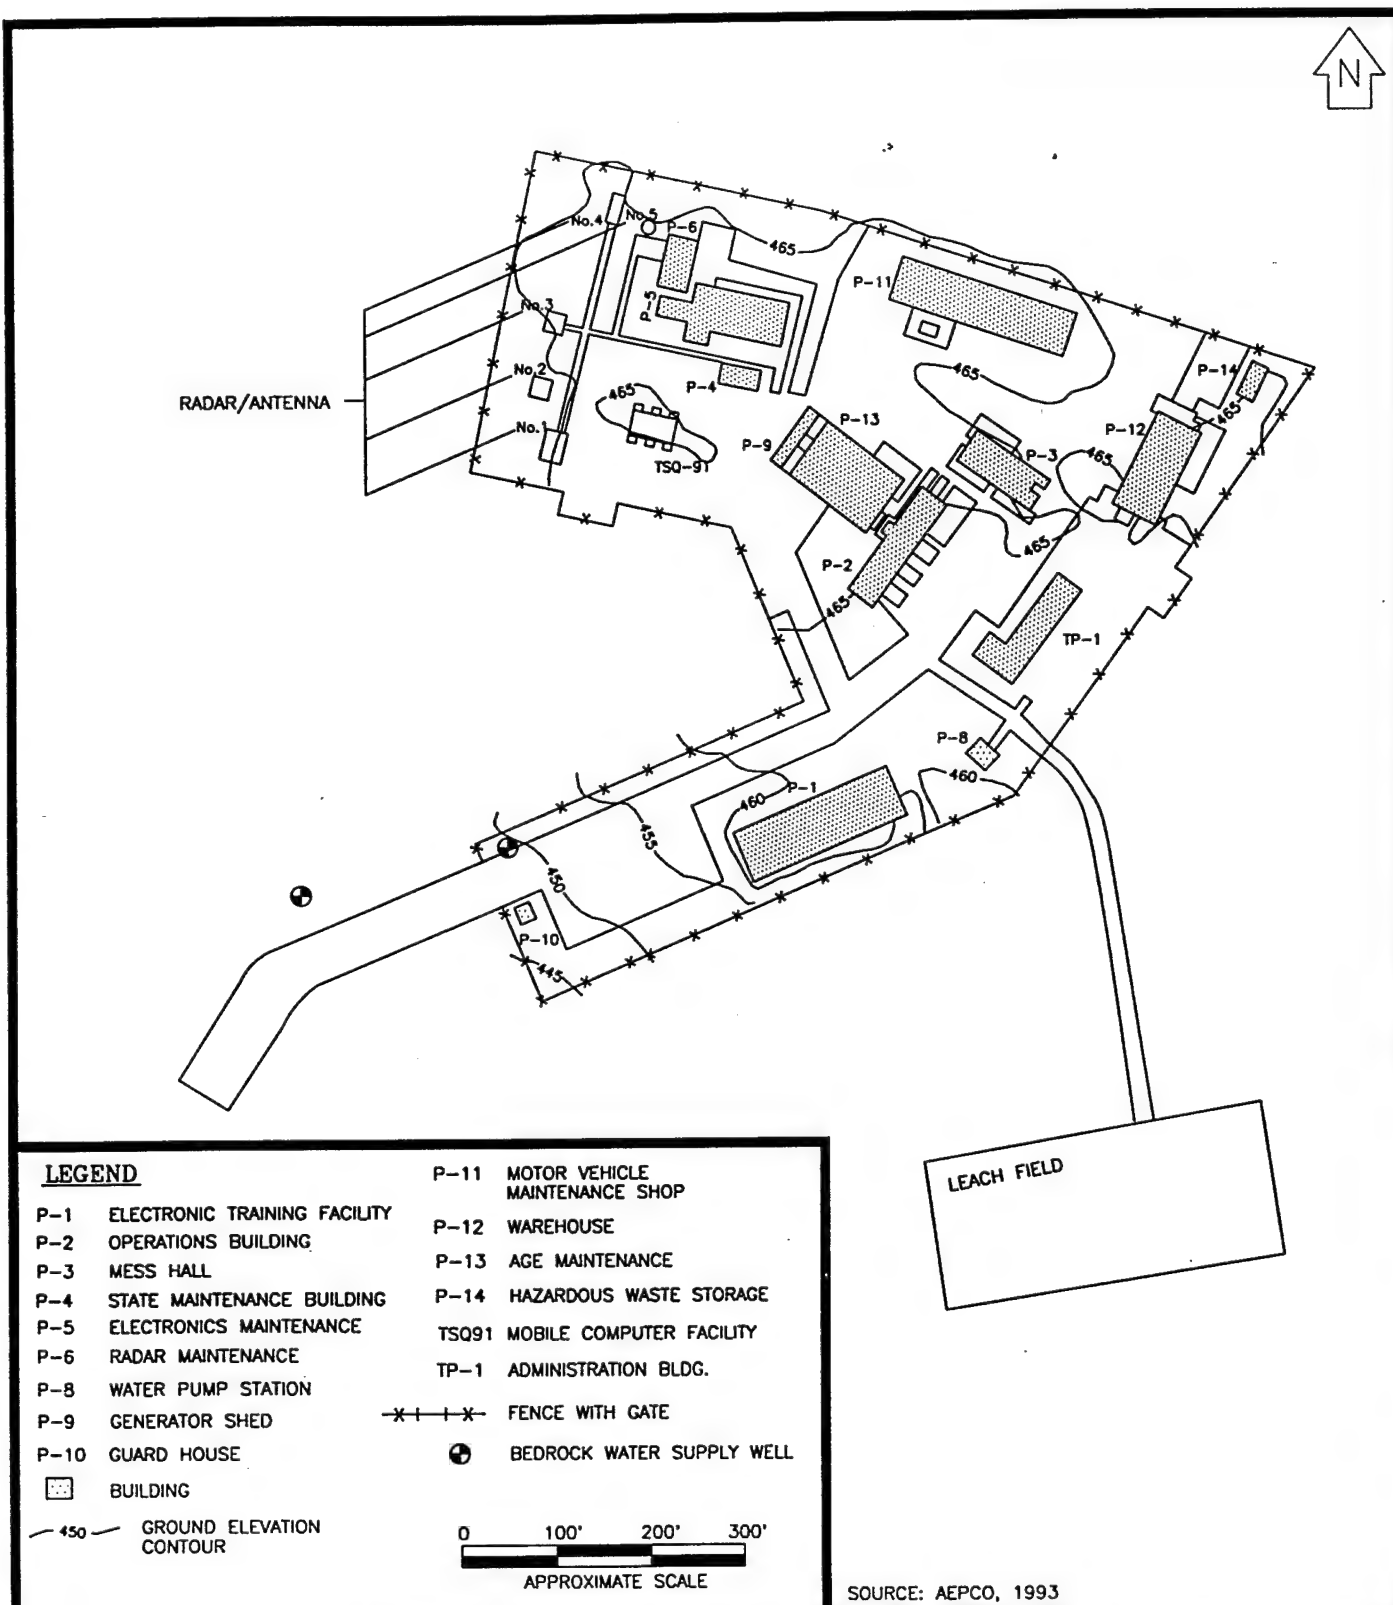 N
No.4
No.5
P-6
465
P-11
P-5
No.3
465
P-14
No.2
P-4
465
465
RADAR/ANTENNA
P-13
P-12
No.1
P-9
P-3
465
TSQ-91
465
P-2
465
TP-1
P-8
460
P-1
460
455
450
P-10
445
LEACH FIELD
LEGEND
P-1 ELECTRONIC TRAINING FACILITY
P-2 OPERATIONS BUILDING
P-3 MESS HALL
P-4 STATE MAINTENANCE BUILDING
P-5 ELECTRONICS MAINTENANCE
P-6 RADAR MAINTENANCE
P-8 WATER PUMP STATION
P-9 GENERATOR SHED
P-10 GUARD HOUSE
BUILDING
450 GROUND ELEVATION
CONTOUR
P-11 MOTOR VEHICLE
MAINTENANCE SHOP
P-12 WAREHOUSE
P-13 AGE MAINTENANCE
P-14 HAZARDOUS WASTE STORAGE
TSQ91 MOBILE COMPUTER FACILITY
TP-1 ADMINISTRATION BLDG.
FENCE WITH GATE
BEDROCK WATER SUPPLY WELL
0 100' 200' 300'
APPROXIMATE SCALE
SOURCE: AEPCO, 1993